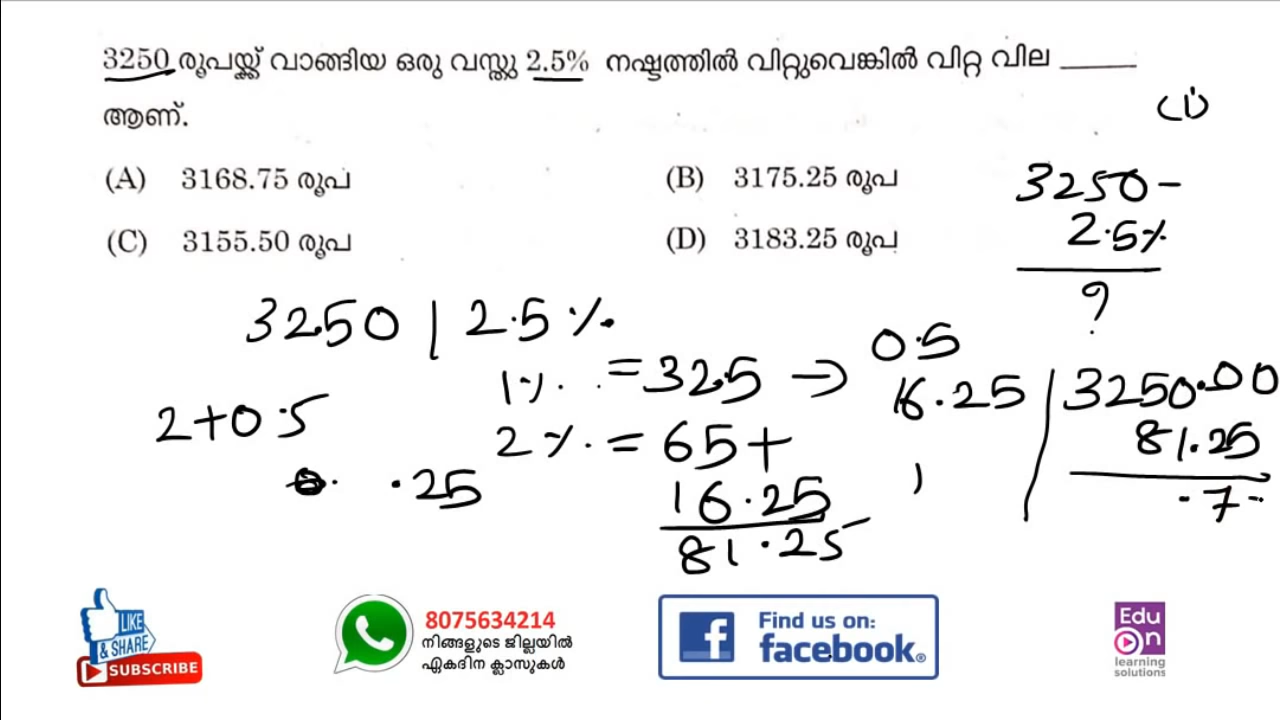 3250 രൂപയ്ക്ക് വാങ്ങിയ ഒരു വസ്തു 2.5% നഷ്ടത്തിൽ വിറ്റുവെങ്കിൽ വിറ്റ വില ______
ആണ്.
(1)
(A) 3168.75 രൂപ
(B) 3175.25 രൂപ
(C) 3155.50 രൂപ
(D) 3183.25 രൂപ
3250 -
2.5%
?
3250 | 2.5%
1% = 32.5 →
0.5
16.25
3250.00
81.25
.7-
2+0.5
2% = 65+
16.25
81.25
.25
LIKE
& SHARE
SUBSCRIBE
8075634214
നിങ്ങളുടെ ജില്ലയിൽ
ഏകദിന ക്ലാസുകൾ
Find us on:
facebook®
Edu
On
learning
solutions